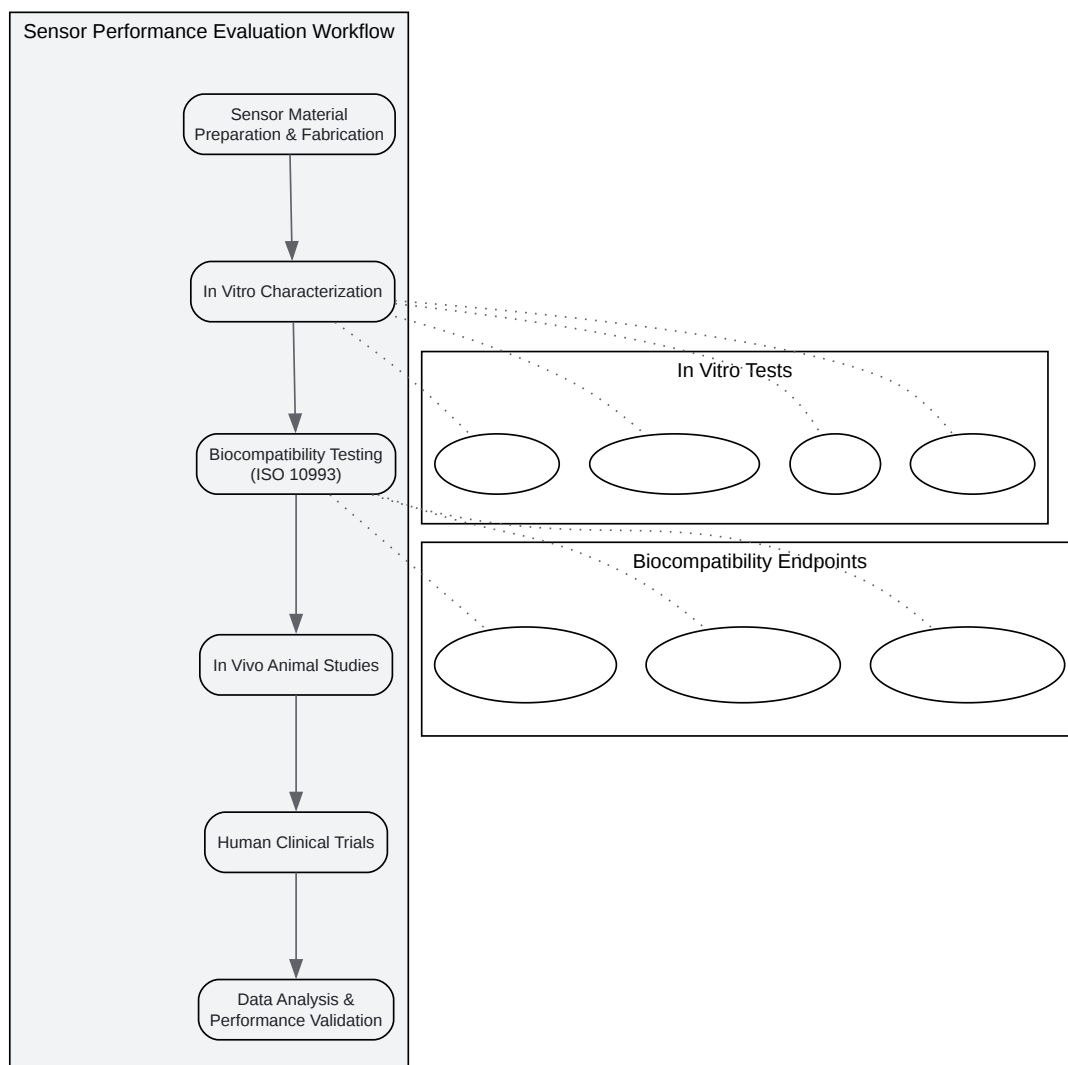 Sensor Performance Evaluation Workflow
Sensor Material
Preparation & Fabrication
In Vitro Characterization
In Vitro Tests
Biocompatibility Testing
(ISO 10993)
Biocompatibility Endpoints
In Vivo Animal Studies
Human Clinical Trials
Data Analysis &
Performance Validation